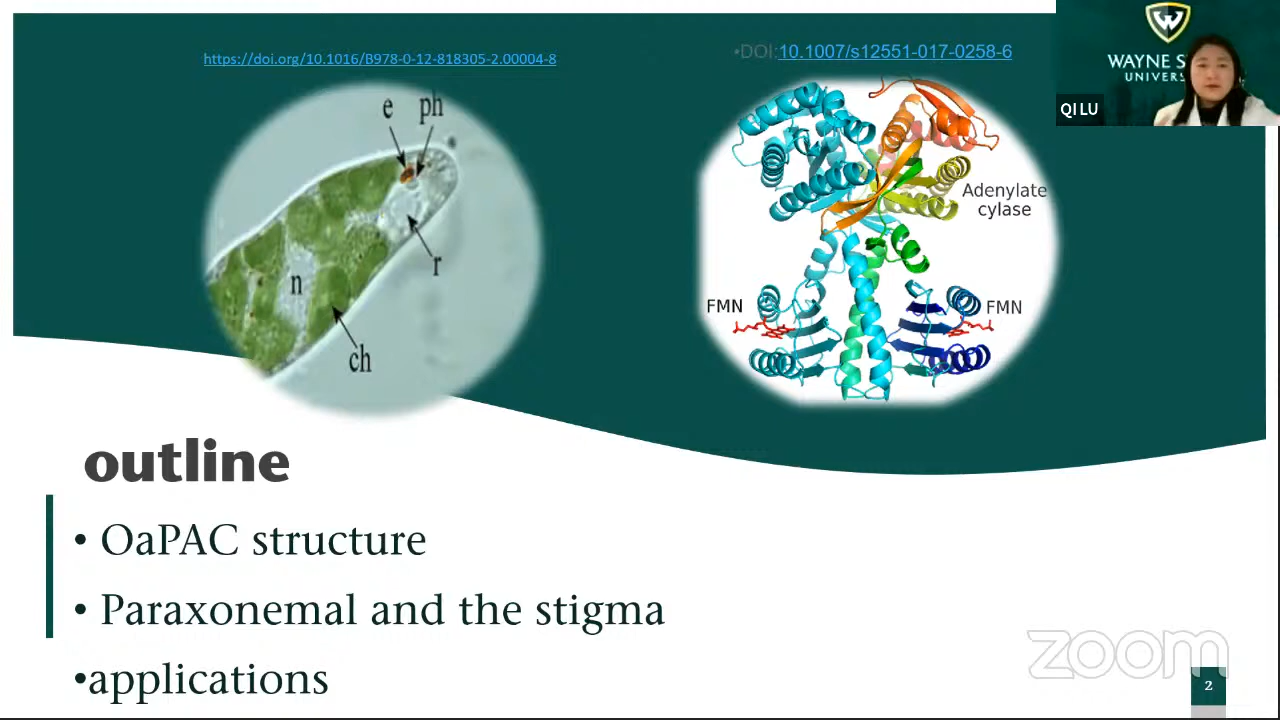 https://doi.org/10.1016/B978-0-12-818305-2.00004-8
•DOI:10.1007/s12551-017-0258-6
WAYNE S
UNIVER
QI LU
e
ph
r
n
ch
Adenylate
cylase
FMN
FMN
outline
• OaPAC structure
• Paraxonemal and the stigma
•applications
zoom
2